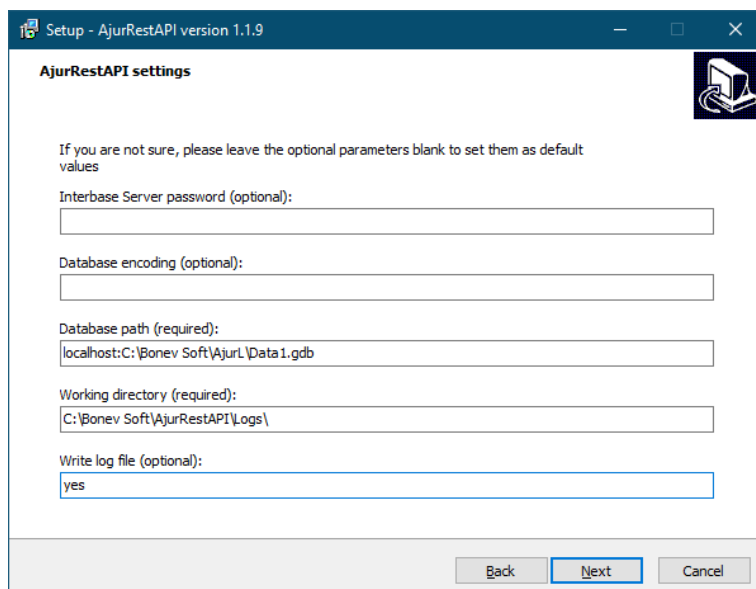 Setup - AjurRestAPI version 1.1.9
AjurRestAPI settings
If you are not sure, please leave the optional parameters blank to set them as default
values
Interbase Server password (optional):
Database encoding (optional):
Database path (required):
localhost:C:\Bonev Soft\AjurL\Data1.gdb
Working directory (required):
C:\Bonev Soft\AjurRestAPI\Logs\
Write log file (optional):
yes
Back Next Cancel